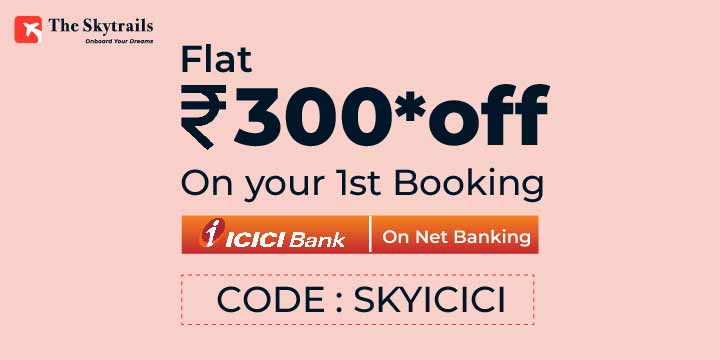 The Skytrails
Onboard Your Dreams
Flat
₹300*off
On your 1st Booking
ICICI Bank | On Net Banking
CODE : SKYICICI